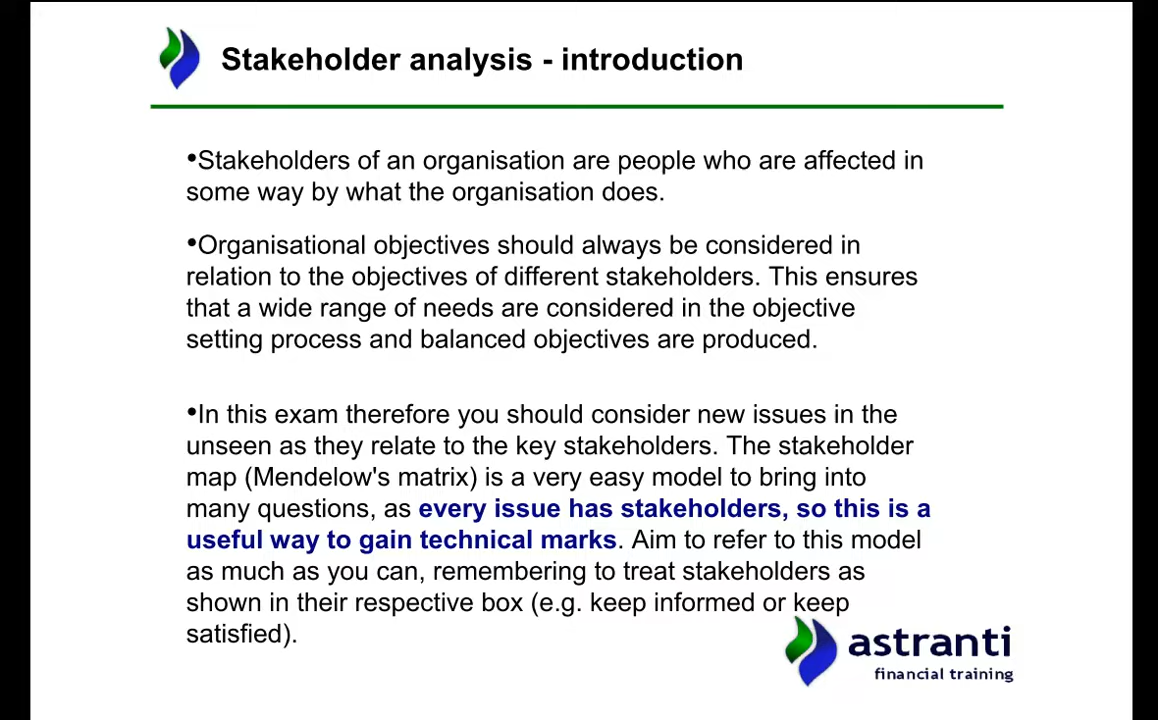 Stakeholder analysis - introduction
•Stakeholders of an organisation are people who are affected in
some way by what the organisation does.
•Organisational objectives should always be considered in
relation to the objectives of different stakeholders. This ensures
that a wide range of needs are considered in the objective
setting process and balanced objectives are produced.
•In this exam therefore you should consider new issues in the
unseen as they relate to the key stakeholders. The stakeholder
map (Mendelow's matrix) is a very easy model to bring into
many questions, as every issue has stakeholders, so this is a
useful way to gain technical marks. Aim to refer to this model
as much as you can, remembering to treat stakeholders as
shown in their respective box (e.g. keep informed or keep
satisfied).
astranti
financial training